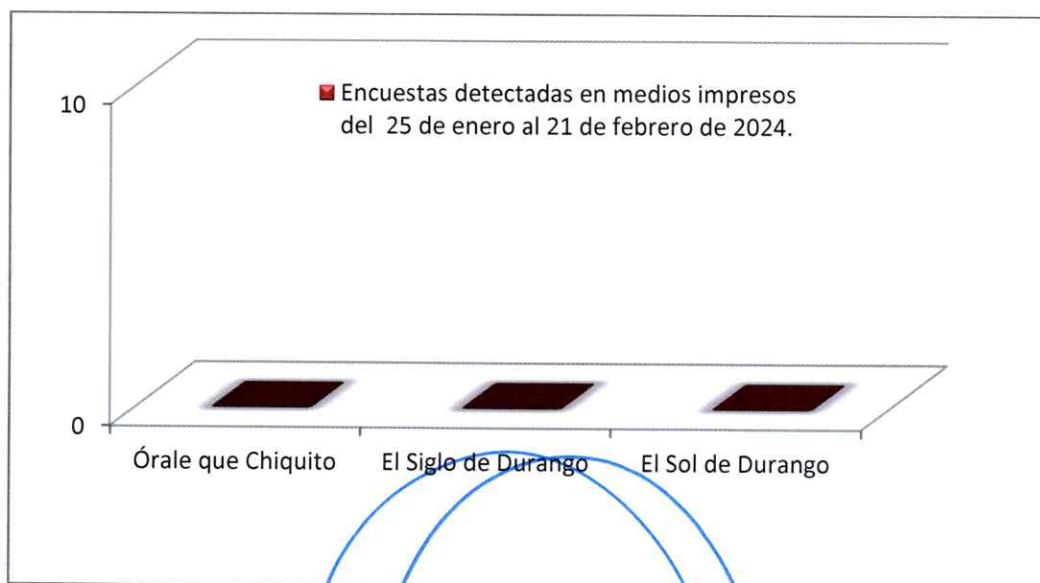 10
Encuestas detectadas en medios impresos
del 25 de enero al 21 de febrero de 2024.
0
Órale que Chiquito
El Siglo de Durango
El Sol de Durango